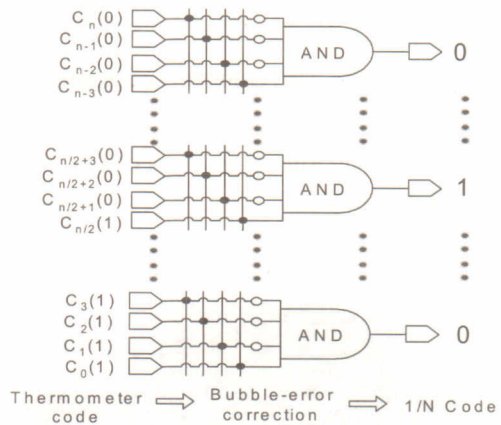 Cn(0)
Cn-1(0)
Cn-2(0)
Cn-3(0)
AND
0
Cn/2+3(0)
Cn/2+2(0)
Cn/2+1(0)
Cn/2(1)
AND
1
C3(1)
C2(1)
C1(1)
C0(1)
AND
0
Thermometer code
Bubble-error correction
1/N Code